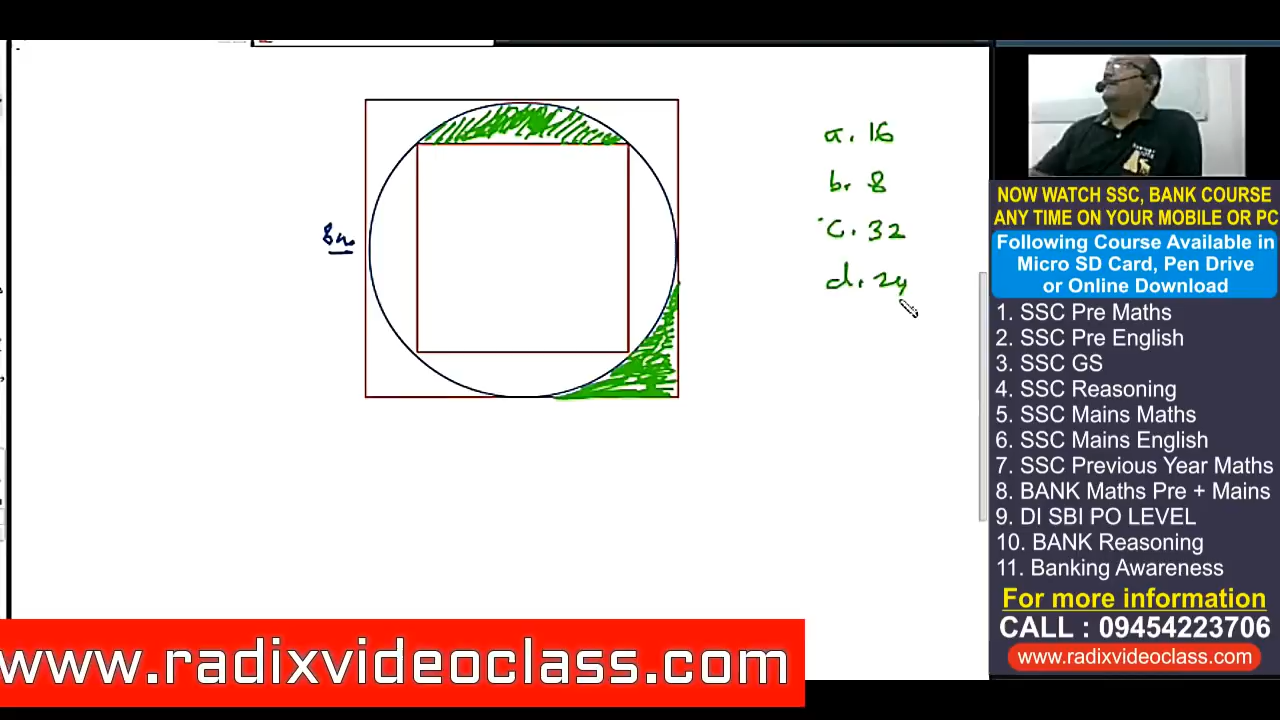 a. 16
b. 8
c. 32
d. 24
NOW WATCH SSC, BANK COURSE
ANY TIME ON YOUR MOBILE OR PC
Following Course Available in
Micro SD Card, Pen Drive
or Online Download
1. SSC Pre Maths
2. SSC Pre English
3. SSC GS
4. SSC Reasoning
5. SSC Mains Maths
6. SSC Mains English
7. SSC Previous Year Maths
8. BANK Maths Pre + Mains
9. DI SBI PO LEVEL
10. BANK Reasoning
11. Banking Awareness
For more information
CALL : 09454223706
www.radixvideoclass.com
www.radixvideoclass.com